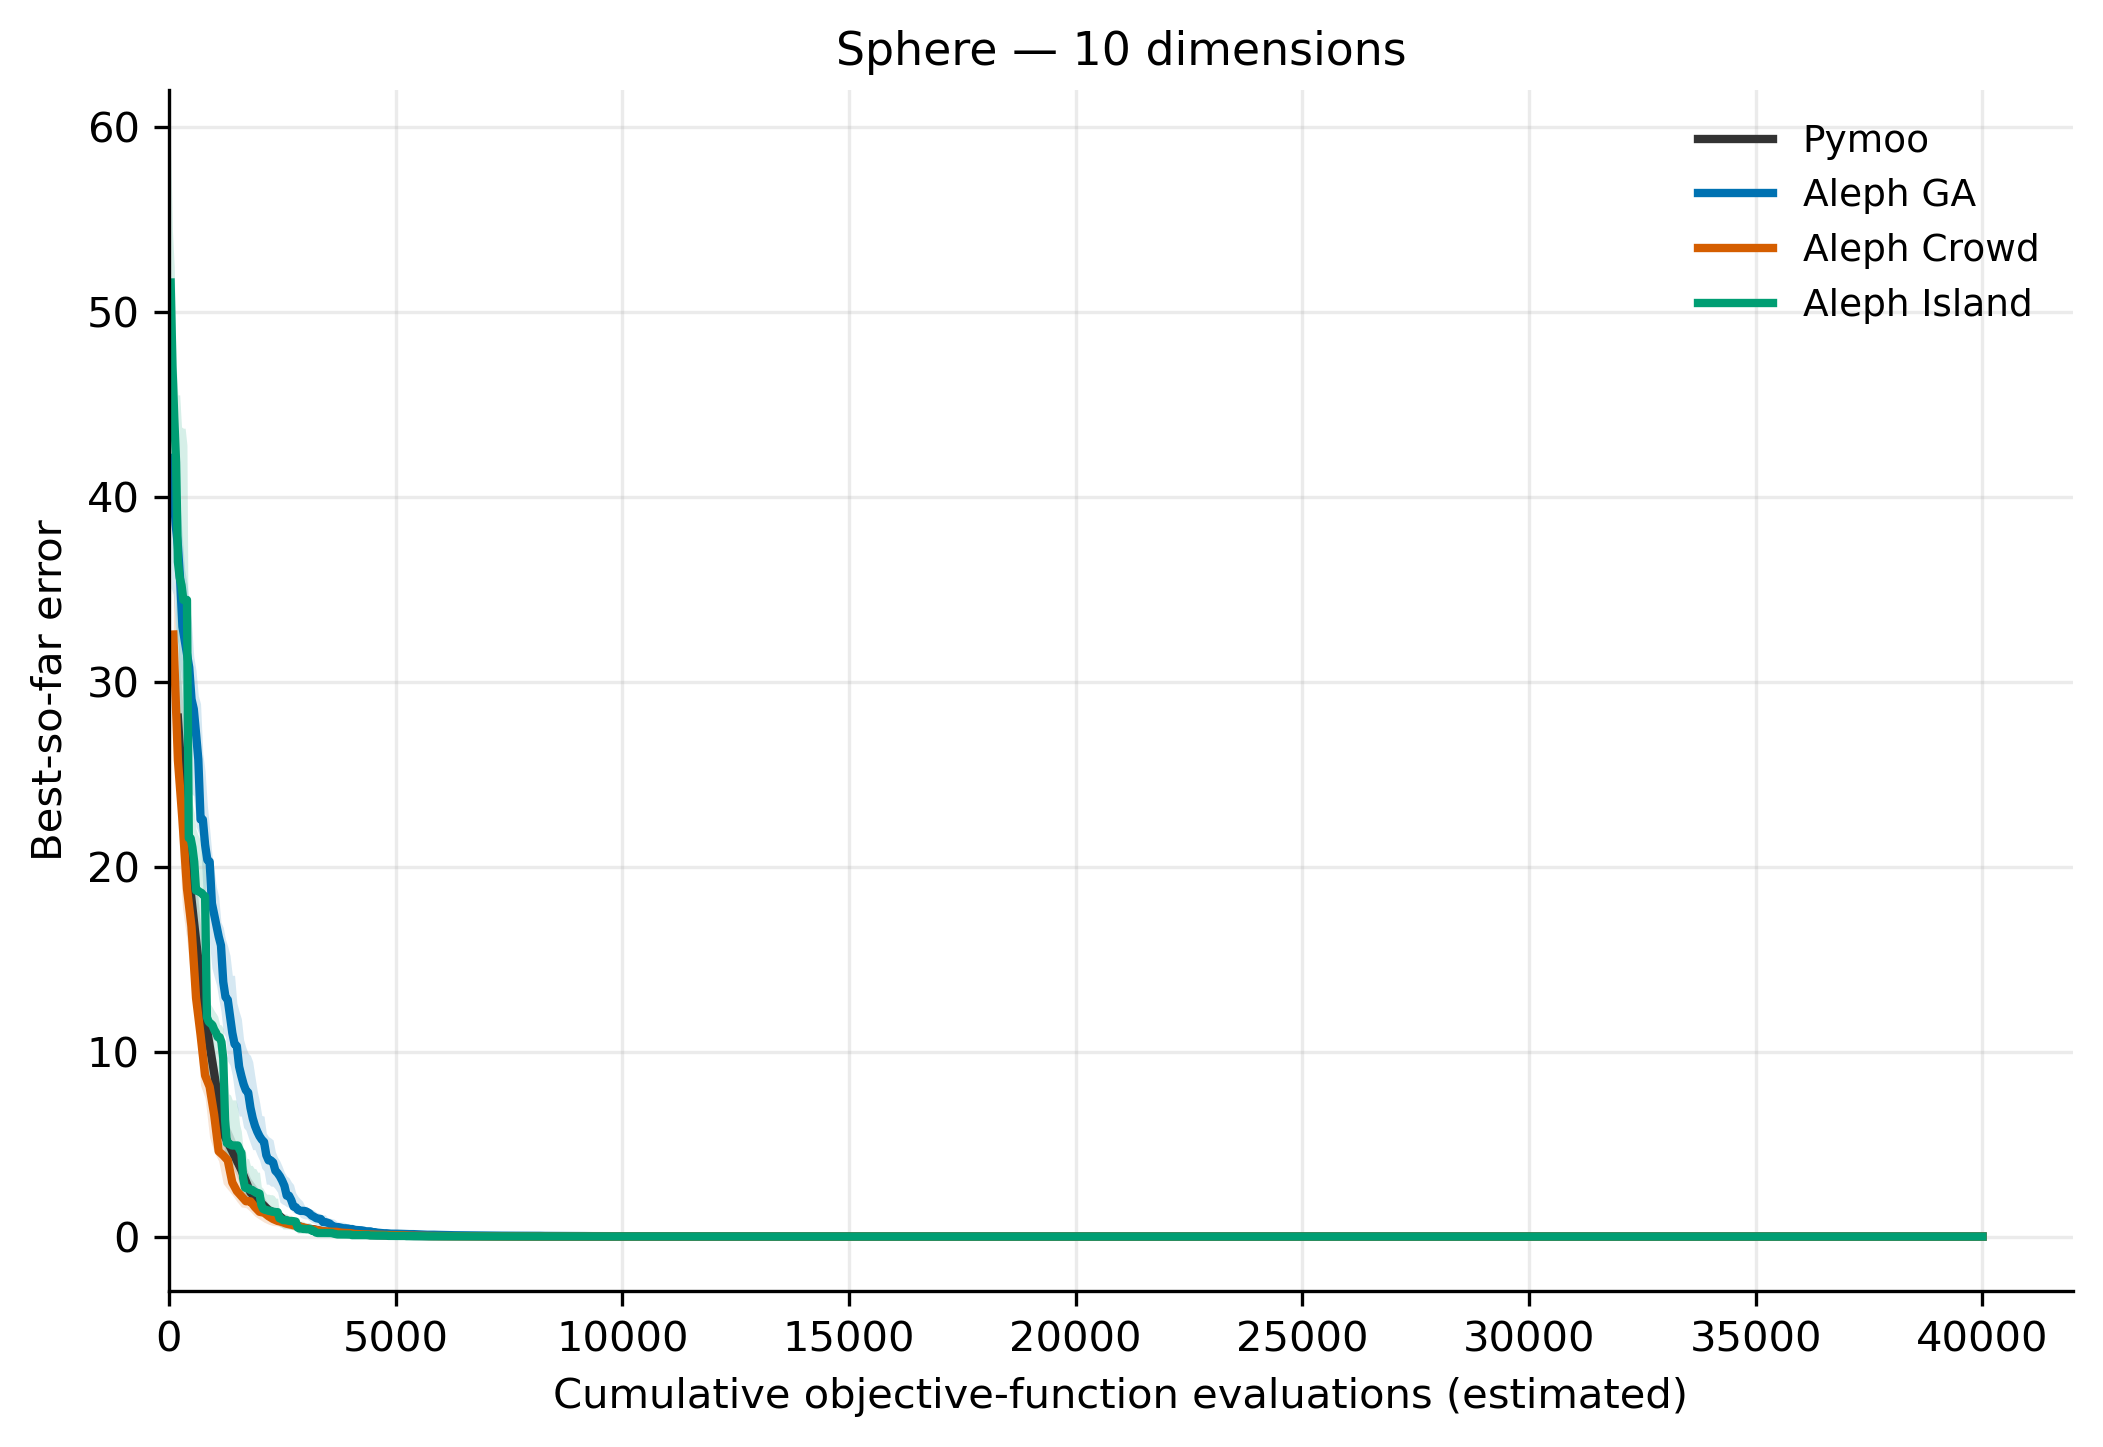 Sphere — 10 dimensions
60
50
40
30
20
10
0
Best-so-far error
Pymoo
Aleph GA
Aleph Crowd
Aleph Island
0 5000 10000 15000 20000 25000 30000 35000 40000
Cumulative objective-function evaluations (estimated)